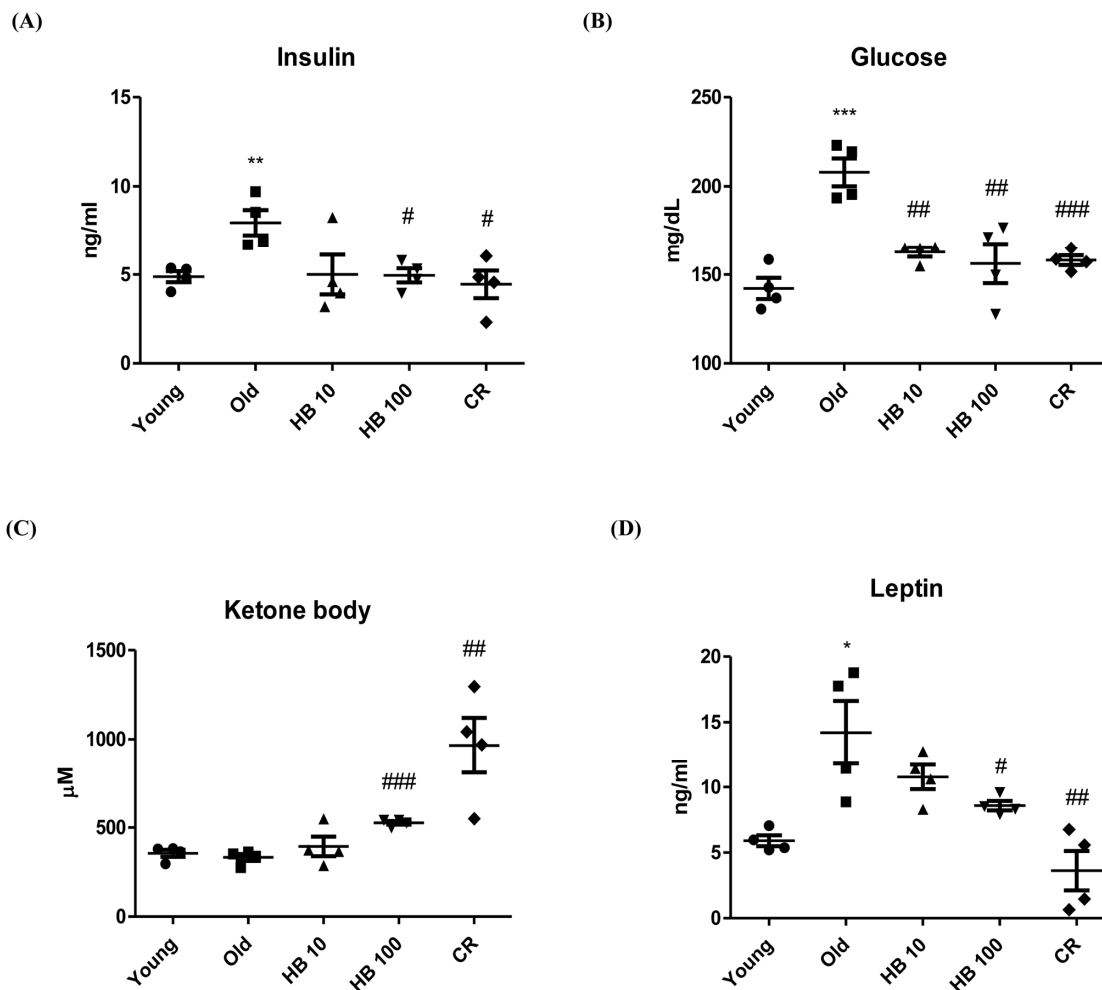 (A)
Insulin
15
10
5
0
ng/ml
**
#
#
Young
Old
HB 10
HB 100
CR
(B)
Glucose
250
200
150
100
mg/dL
***
##
##
###
Young
Old
HB 10
HB 100
CR
(C)
Ketone body
1500
1000
500
0
μM
###
##
Young
Old
HB 10
HB 100
CR
(D)
Leptin
20
15
10
5
0
ng/ml
*
#
##
Young
Old
HB 10
HB 100
CR